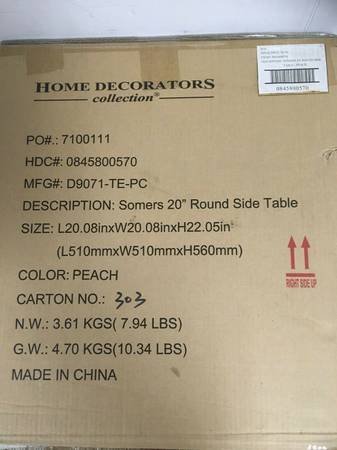 0845800570
HOME DECORATORS
collection®
PO#.: 7100111
HDC#: 0845800570
MFG#: D9071-TE-PC
DESCRIPTION: Somers 20" Round Side Table
SIZE: L20.08inxW20.08inxH22.05in
(L510mmxW510mmxH560mm)
COLOR: PEACH
CARTON NO.: 303
RIGHT SIDE UP
N.W.: 3.61 KGS( 7.94 LBS)
G.W.: 4.70 KGS(10.34 LBS)
MADE IN CHINA